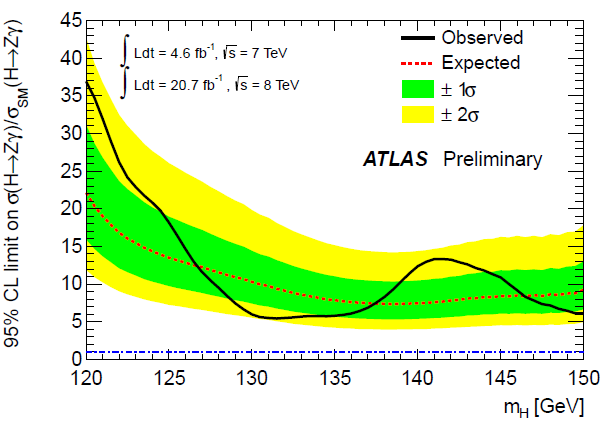 95% CL limit on σ(H→Zγ)/σSM(H→Zγ)
45
40
35
30
25
20
15
10
5
0
∫ Ldt = 4.6 fb⁻¹, √s = 7 TeV
∫ Ldt = 20.7 fb⁻¹, √s = 8 TeV
Observed
Expected
± 1σ
± 2σ
ATLAS Preliminary
120 125 130 135 140 145 150
mH [GeV]